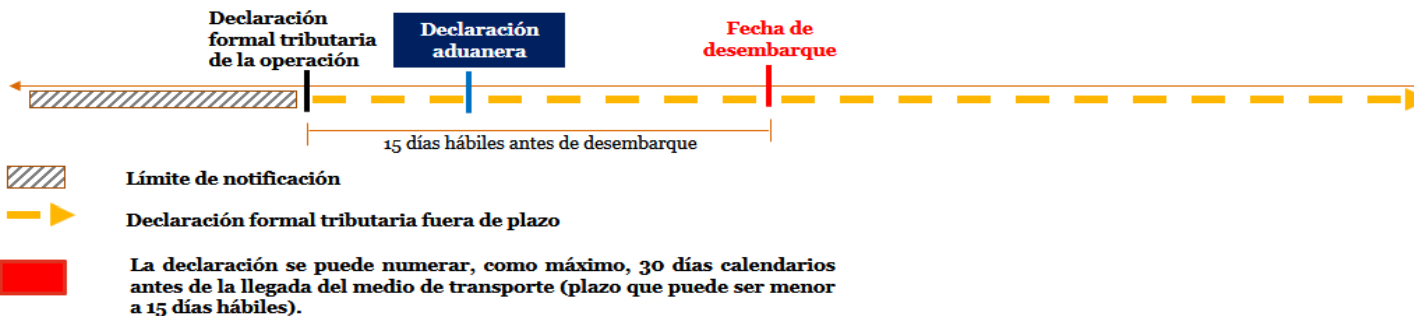 Declaración
formal tributaria
de la operación
Declaración
aduanera
Fecha de
desembarque
15 días hábiles antes de desembarque
Límite de notificación
Declaración formal tributaria fuera de plazo
La declaración se puede numerar, como máximo, 30 días calendarios
antes de la llegada del medio de transporte (plazo que puede ser menor
a 15 días hábiles).